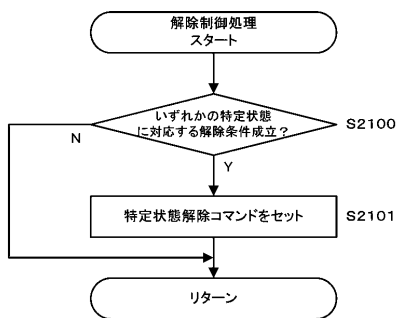 解除制御処理
スタート
いずれかの特定状態
に対応する解除条件成立？
S2100
N
Y
特定状態解除コマンドをセット
S2101
リターン